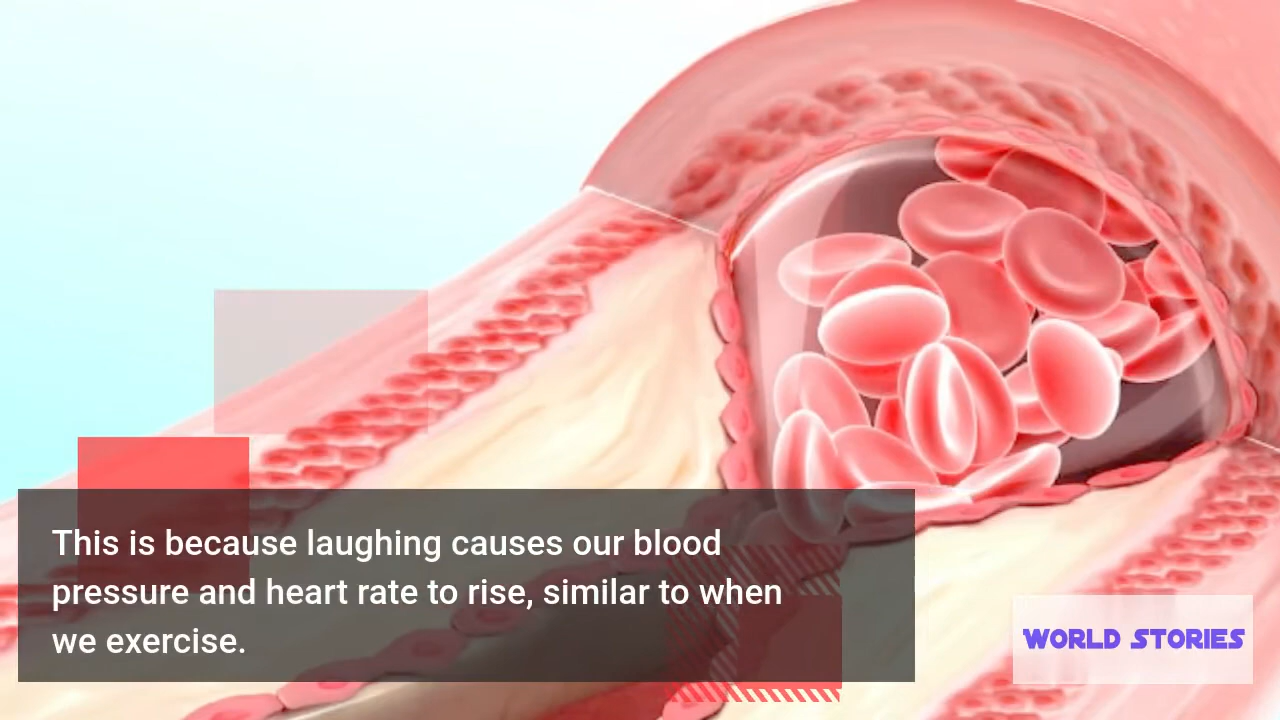 This is because laughing causes our blood
pressure and heart rate to rise, similar to when
we exercise.
WORLD STORIES